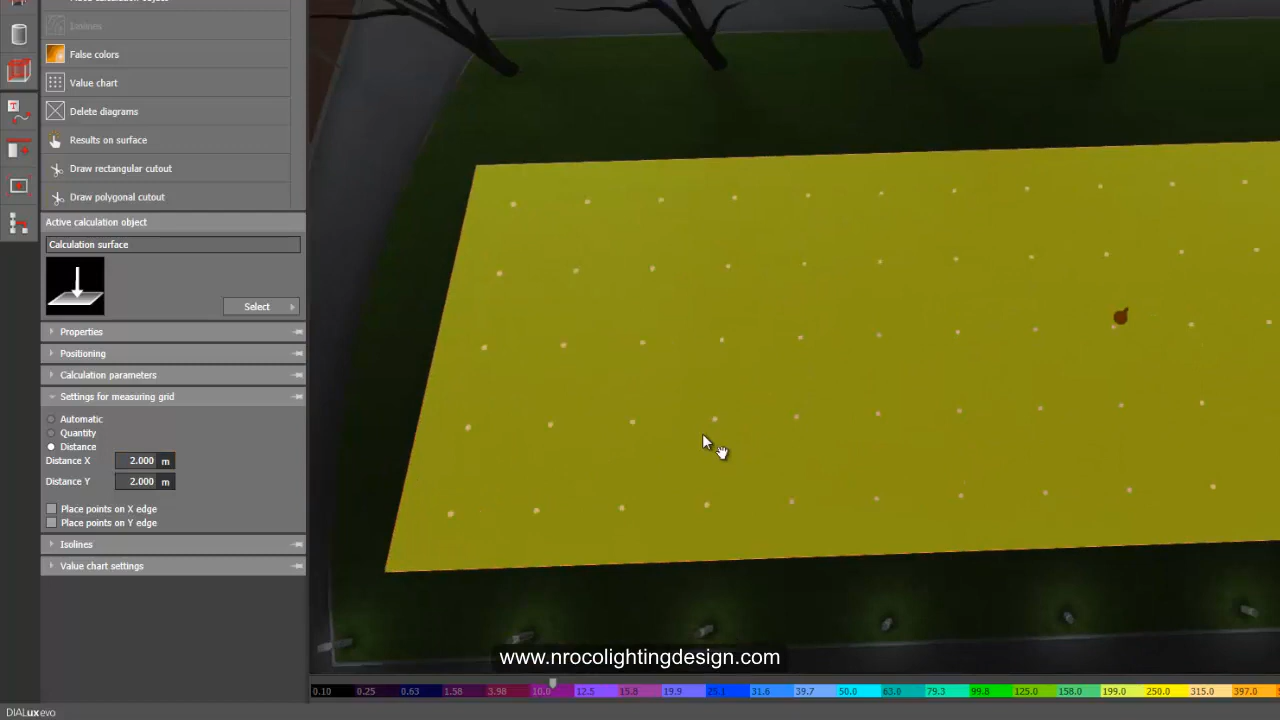 Isolines
False colors
Value chart
Delete diagrams
Results on surface
Draw rectangular cutout
Draw polygonal cutout
Active calculation object
Calculation surface
Select
Properties
Positioning
Calculation parameters
Settings for measuring grid
Automatic
Quantity
Distance
Distance X 2.000 m
Distance Y 2.000 m
Place points on X edge
Place points on Y edge
Isolines
Value chart settings
www.nrocolightingdesign.com
0.10 0.25 0.63 1.58 3.98 10.0 12.5 15.8 19.9 25.1 31.6 39.7 50.0 63.0 79.3 100.0 125.0 158.0 199.0 250.0 315.0 397.0
DIALux evo